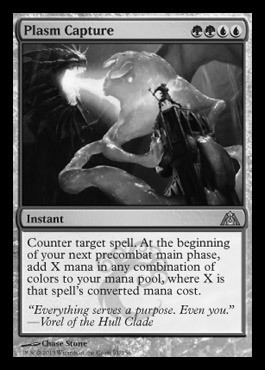 Plasm Capture
Instant
Counter target spell. At the beginning
of your next precombat main phase,
add X mana in any combination of
colors to your mana pool, where X is
that spell's converted mana cost.
"Everything serves a purpose. Even you."
—Vorel of the Hull Clade
Chase Stone